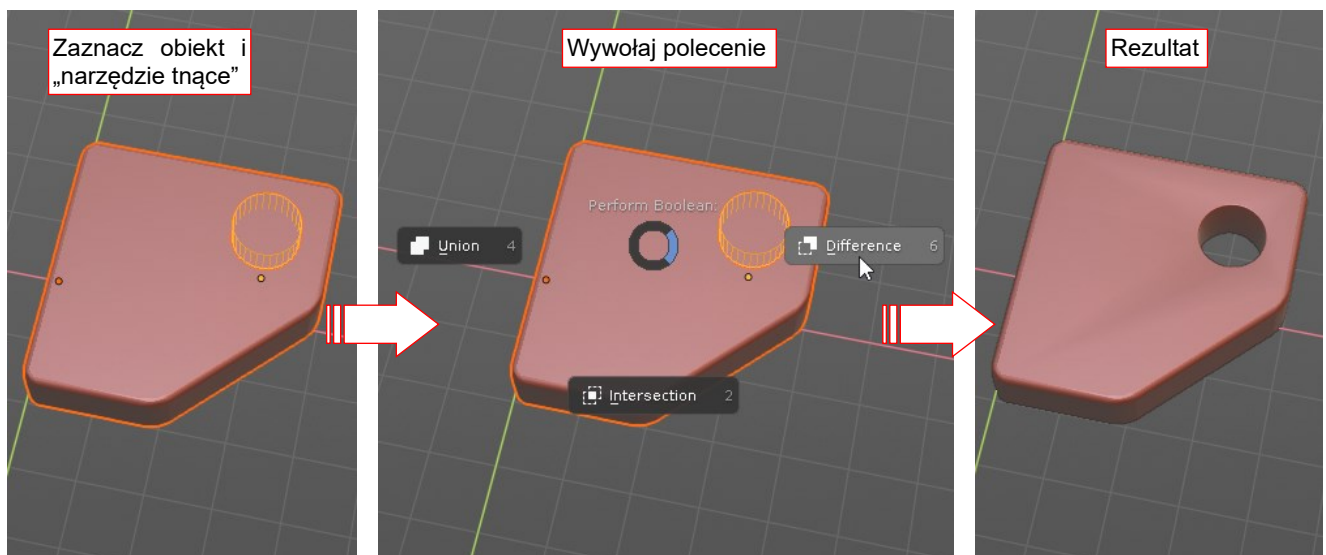 Zaznacz obiekt i
„narzędzie tnące”
Wywołaj polecenie
Rezultat
Perform Boolean:
Union 4
Difference 6
Intersection 2